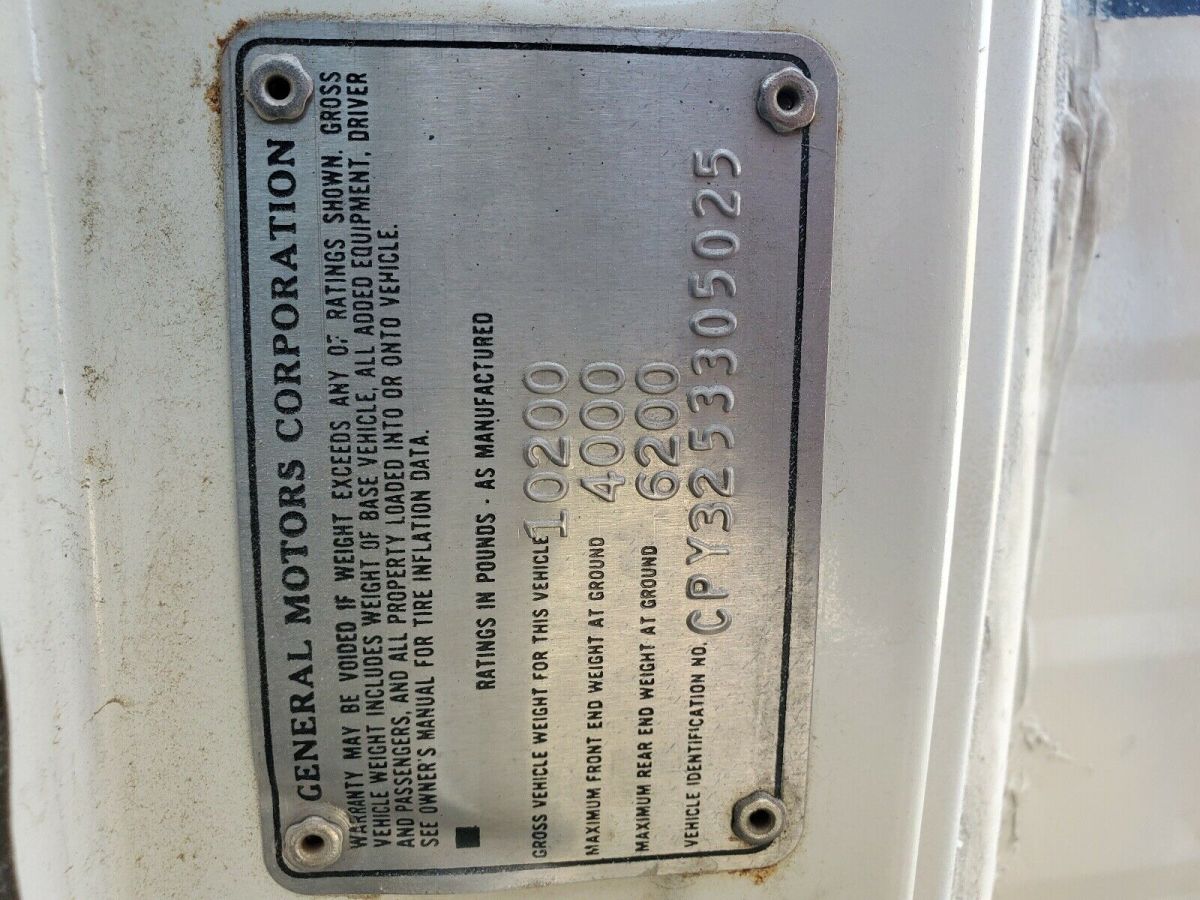 GENERAL MOTORS CORPORATION
WARRANTY MAY BE VOIDED IF WEIGHT EXCEEDS ANY OF RATINGS SHOWN. GROSS
VEHICLE WEIGHT INCLUDES WEIGHT OF BASE VEHICLE, ALL ADDED EQUIPMENT, DRIVER
AND PASSENGERS, AND ALL PROPERTY LOADED INTO OR ONTO VEHICLE.
SEE OWNER'S MANUAL FOR TIRE INFLATION DATA.
RATINGS IN POUNDS - AS MANUFACTURED
GROSS VEHICLE WEIGHT FOR THIS VEHICLE 10200
MAXIMUM FRONT END WEIGHT AT GROUND 4000
MAXIMUM REAR END WEIGHT AT GROUND 6200
VEHICLE IDENTIFICATION NO. CPY3253305025